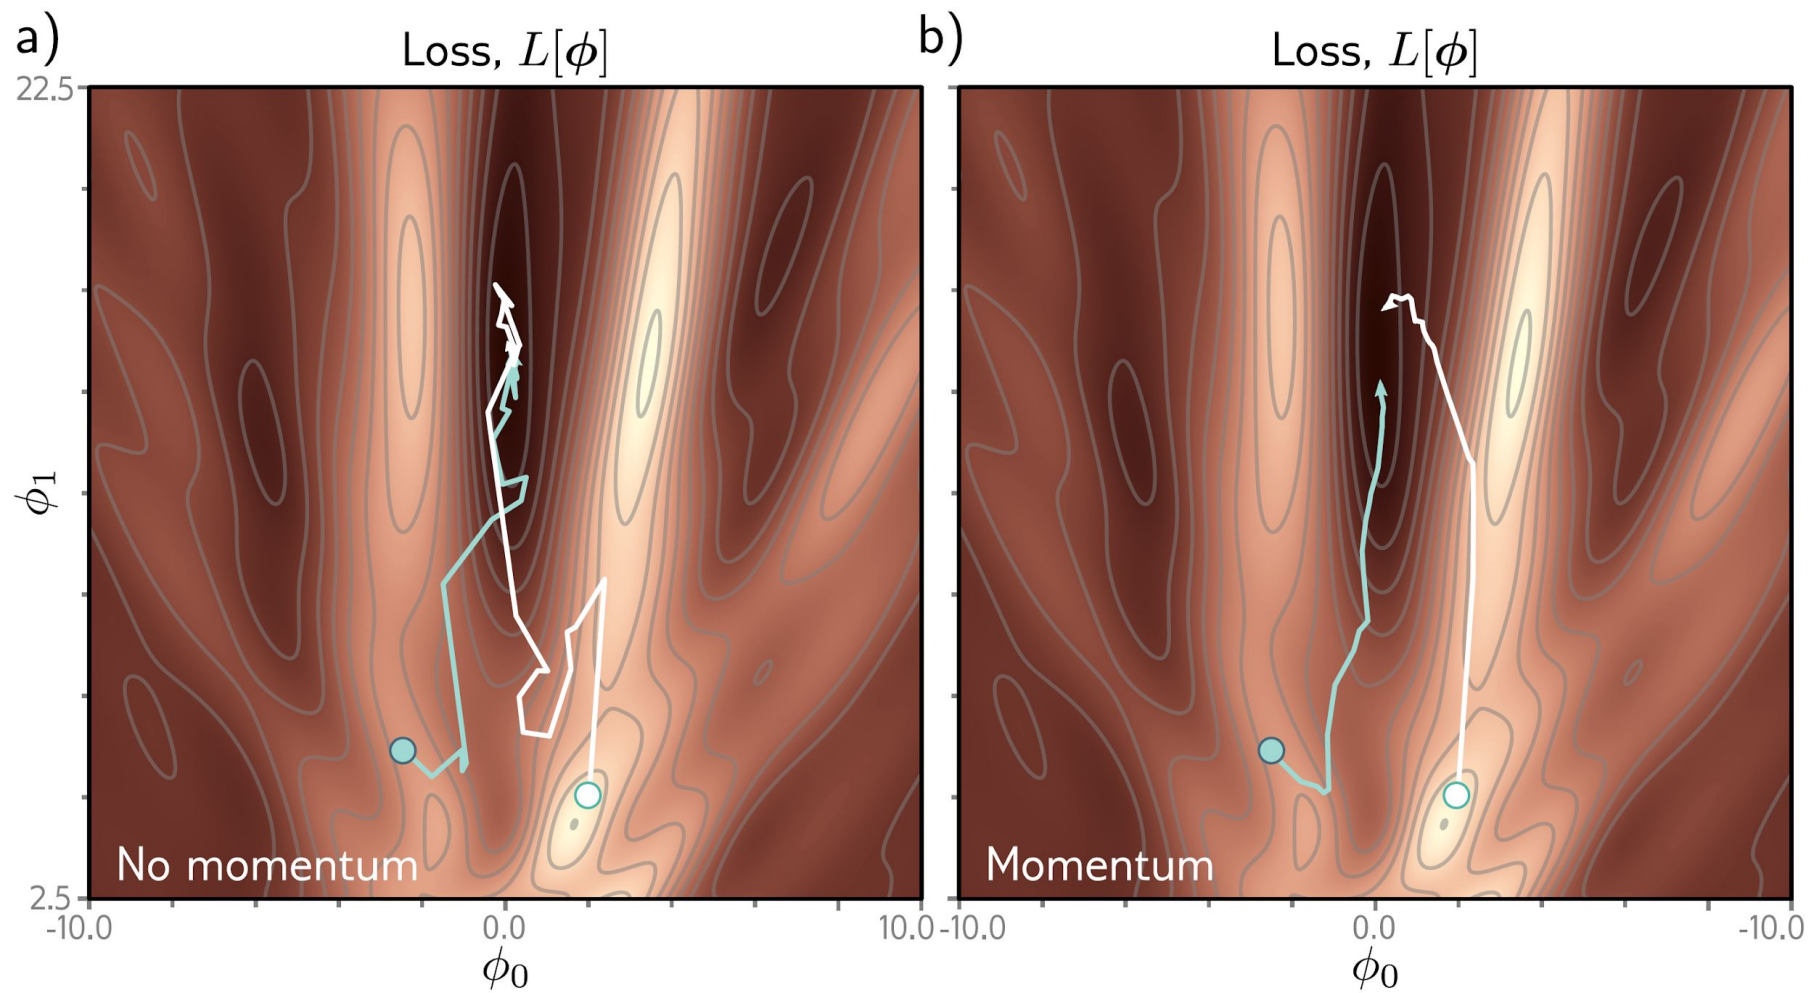 a)
Loss, L[ϕ]
22.5
ϕ₁
No momentum
2.5
-10.0
0.0
10.0
ϕ₀
b)
Loss, L[ϕ]
Momentum
-10.0
0.0
-10.0
ϕ₀